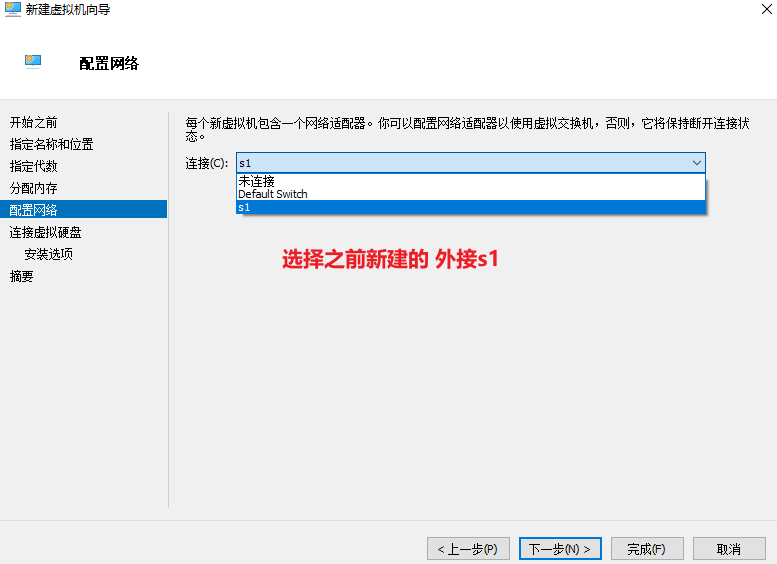 新建虚拟机向导
配置网络
开始之前
指定名称和位置
指定代数
分配内存
配置网络
连接虚拟硬盘
安装选项
摘要
每个新虚拟机包含一个网络适配器。你可以配置网络适配器以使用虚拟交换机，否则，它将保持断开连接状
态。
连接(C): s1
未连接
Default Switch
s1
选择之前新建的 外接s1
< 上一步(P) 下一步(N) > 完成(F) 取消